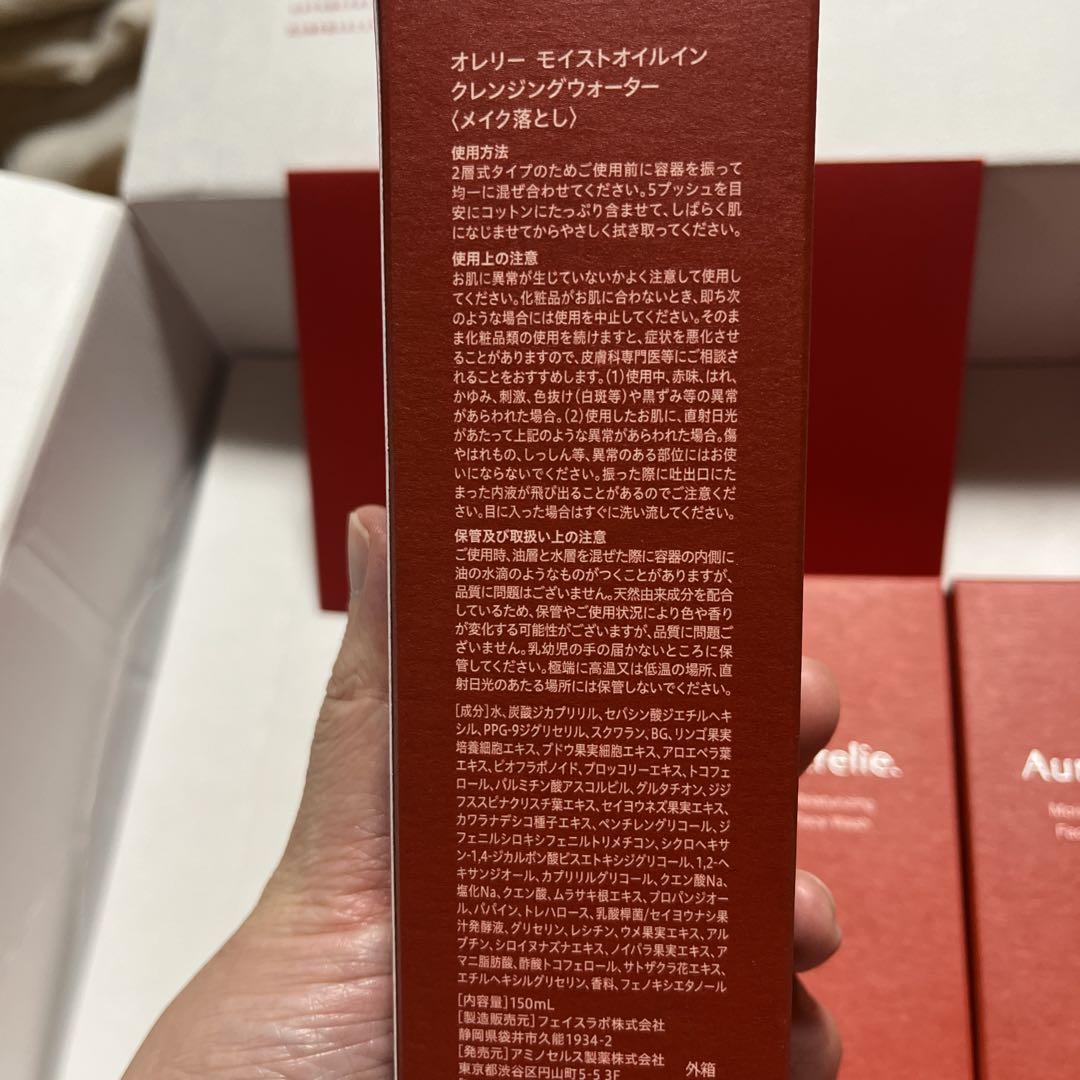 オレリー モイストオイルイン
クレンジングウォーター
〈メイク落とし〉
使用方法
2層式タイプのためご使用前に容器を振って
均一に混ぜ合わせてください。5プッシュを目
安にコットンにたっぷり含ませて、しばらく肌
になじませてからやさしく拭き取ってください。
使用上の注意
お肌に異常が生じていないかよく注意して使用し
てください。化粧品がお肌に合わないとき、即ち次
のような場合には使用を中止してください。そのま
ま化粧品類の使用を続けますと、症状を悪化させ
ることがありますので、皮膚科専門医等にご相談さ
れることをおすすめします。(1)使用中、赤味、はれ、
かゆみ、刺激、色抜け(白斑等)や黒ずみ等の異常
があらわれた場合。(2)使用したお肌に、直射日光
があたって上記のような異常があらわれた場合。傷
やはれもの、しっしん等、異常のある部位にはお使
いにならないでください。振った際に吐出口にた
まった内液が飛び出ることがあるのでご注意くだ
さい。目に入った場合はすぐに洗い流してください。
保管及び取扱い上の注意
ご使用時、油層と水層を混ぜた際に容器の内側に
油の水滴のようなものがつくことがありますが、
品質に問題はございません。天然由来成分を配合
しているため、保管やご使用状況により色や香り
が変化する可能性がございますが、品質に問題ご
ざいません。乳幼児の手の届かないところに保
管してください。極端に高温又は低温の場所、直
射日光のあたる場所には保管しないでください。
[成分]水、炭酸ジカプリリル、セバシン酸ジエチルヘキ
シル、PPG-9ジグリセリル、スクワラン、BG、リンゴ果実
培養細胞エキス、ブドウ果実細胞エキス、アロエベラ葉
エキス、ビオフラボノイド、ブロッコリーエキス、トコフェ
ロール、パルミチン酸アスコルビル、グルタチオン、ジジ
フススピナクリスチ葉エキス、セイヨウネズ果実エキス、
カワラナデシコ種子エキス、ペンチレングリコール、ジ
フェニルシロキシフェニルトリメチコン、シクロヘキサ
ン-1,4-ジカルボン酸ビスエトキシジグリコール、1,2-ヘ
キサンジオール、カプリリルグリコール、クエン酸Na、
塩化Na、クエン酸、ムラサキ根エキス、プロパンジオー
ル、パパイン、トレハロース、乳酸桿菌/セイヨウナシ果
汁発酵液、グリセリン、レシチン、ウメ果実エキス、アル
ブチン、シロイヌナズナエキス、ノイバラ果実エキス、ア
マニ脂肪酸、酢酸トコフェロール、サトザクラ花エキス、
エチルヘキシルグリセリン、香料、フェノキシエタノール
[内容量]150mL
[製造販売元]フェイスラボ株式会社
静岡県袋井市久能1934-2
[発売元]アミノセルス製薬株式会社
東京都渋谷区円山町5-5 3F
外箱
relie.
Au